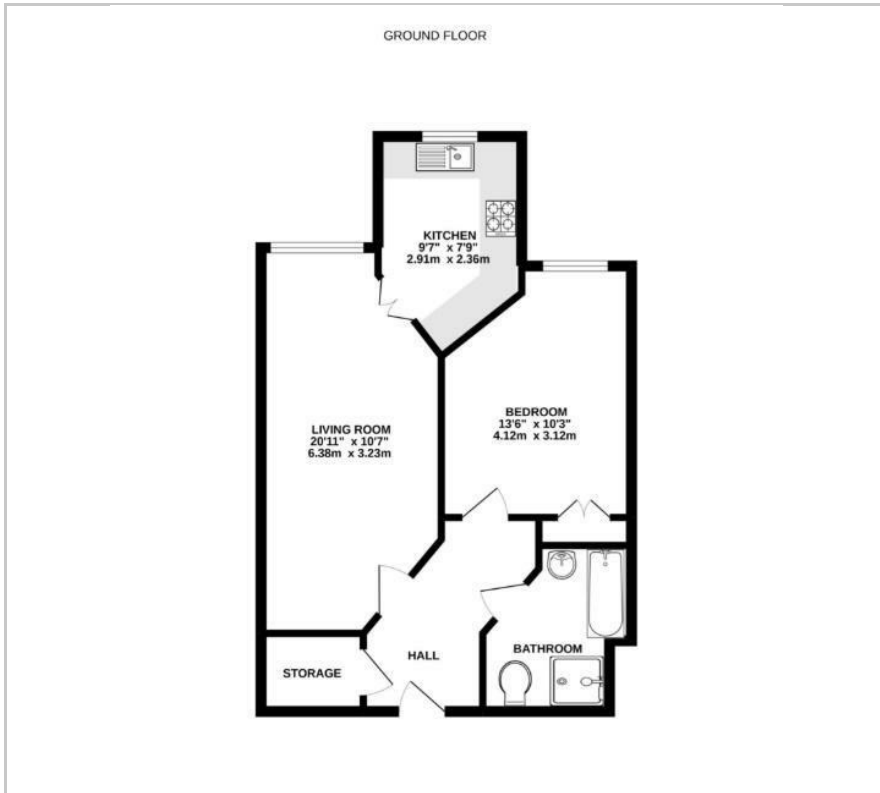 GROUND FLOOR
KITCHEN
9'7" x 7'9"
2.91m x 2.36m
LIVING ROOM
20'11" x 10'7"
6.38m x 3.23m
BEDROOM
13'6" x 10'3"
4.12m x 3.12m
HALL
BATHROOM
STORAGE